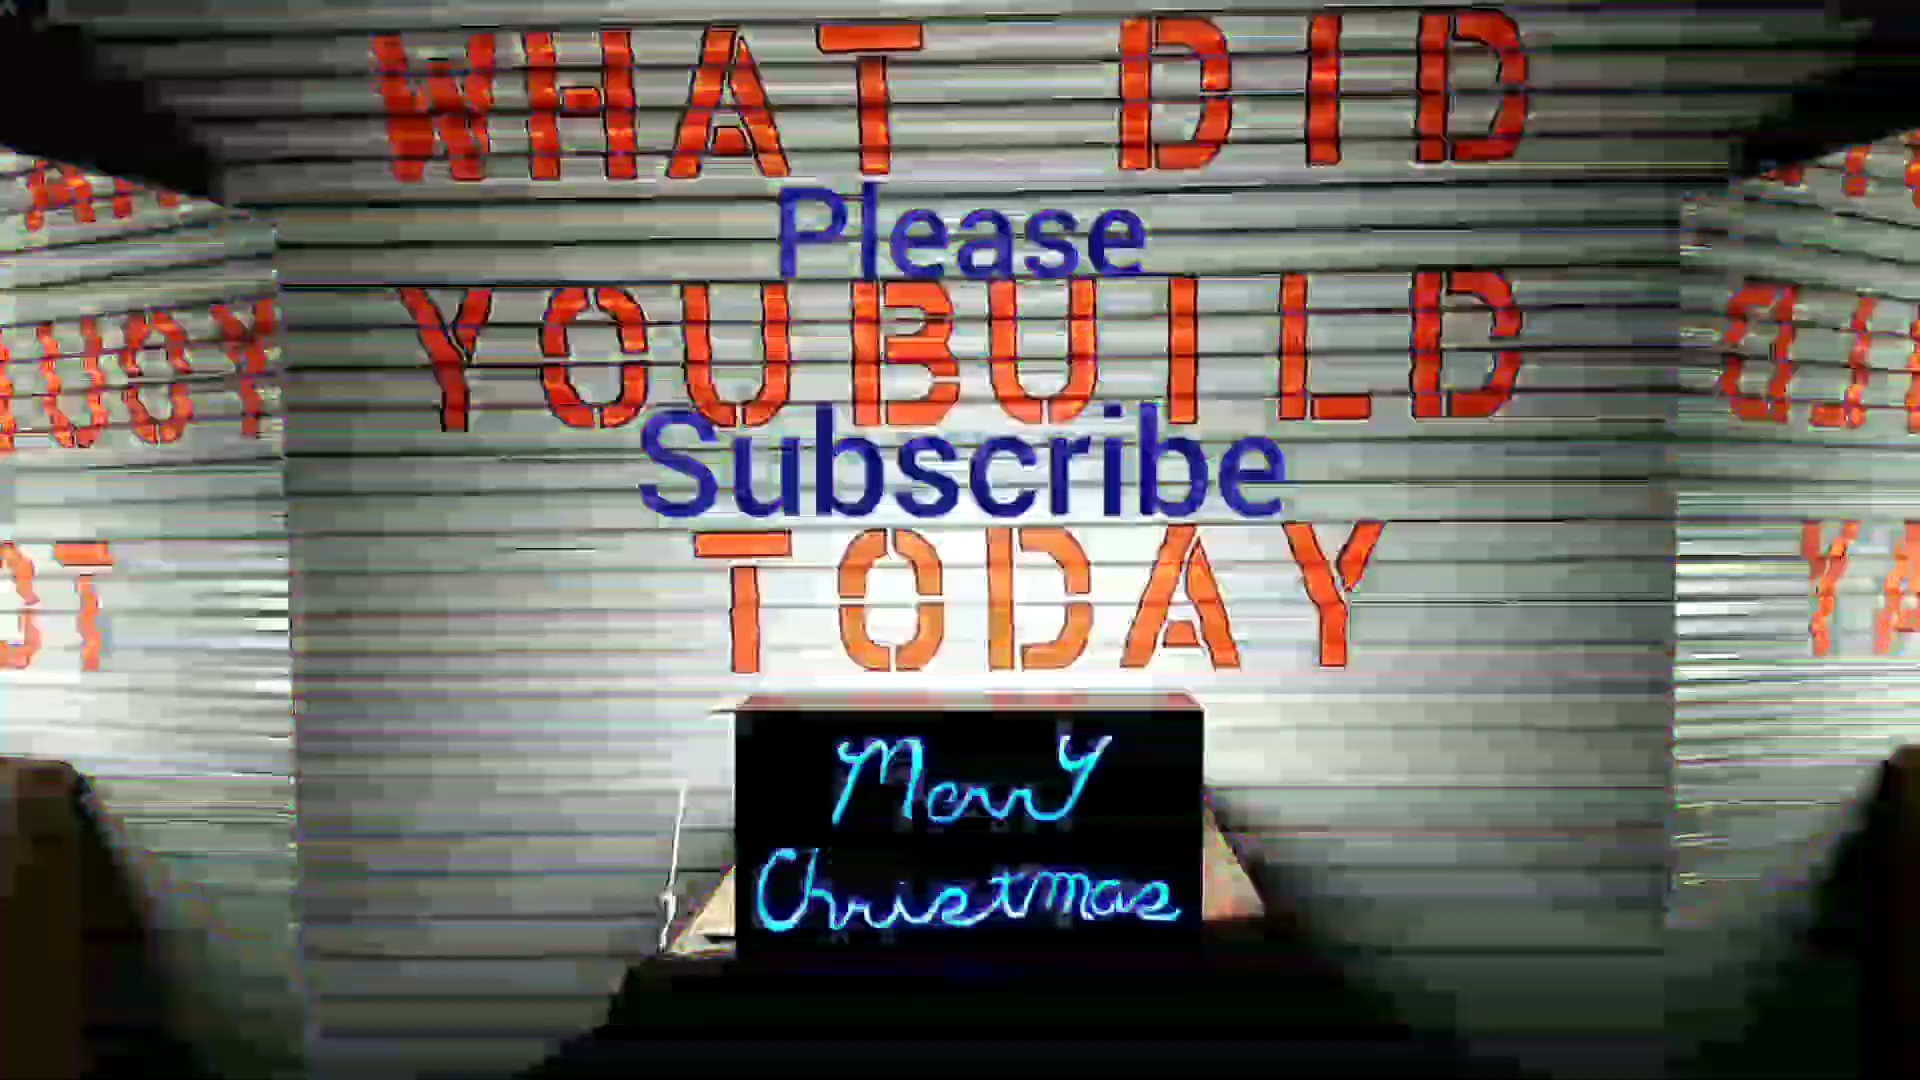 WHAT DID
Please
YOU BUILD
Subscribe
TODAY
Merry
Christmas